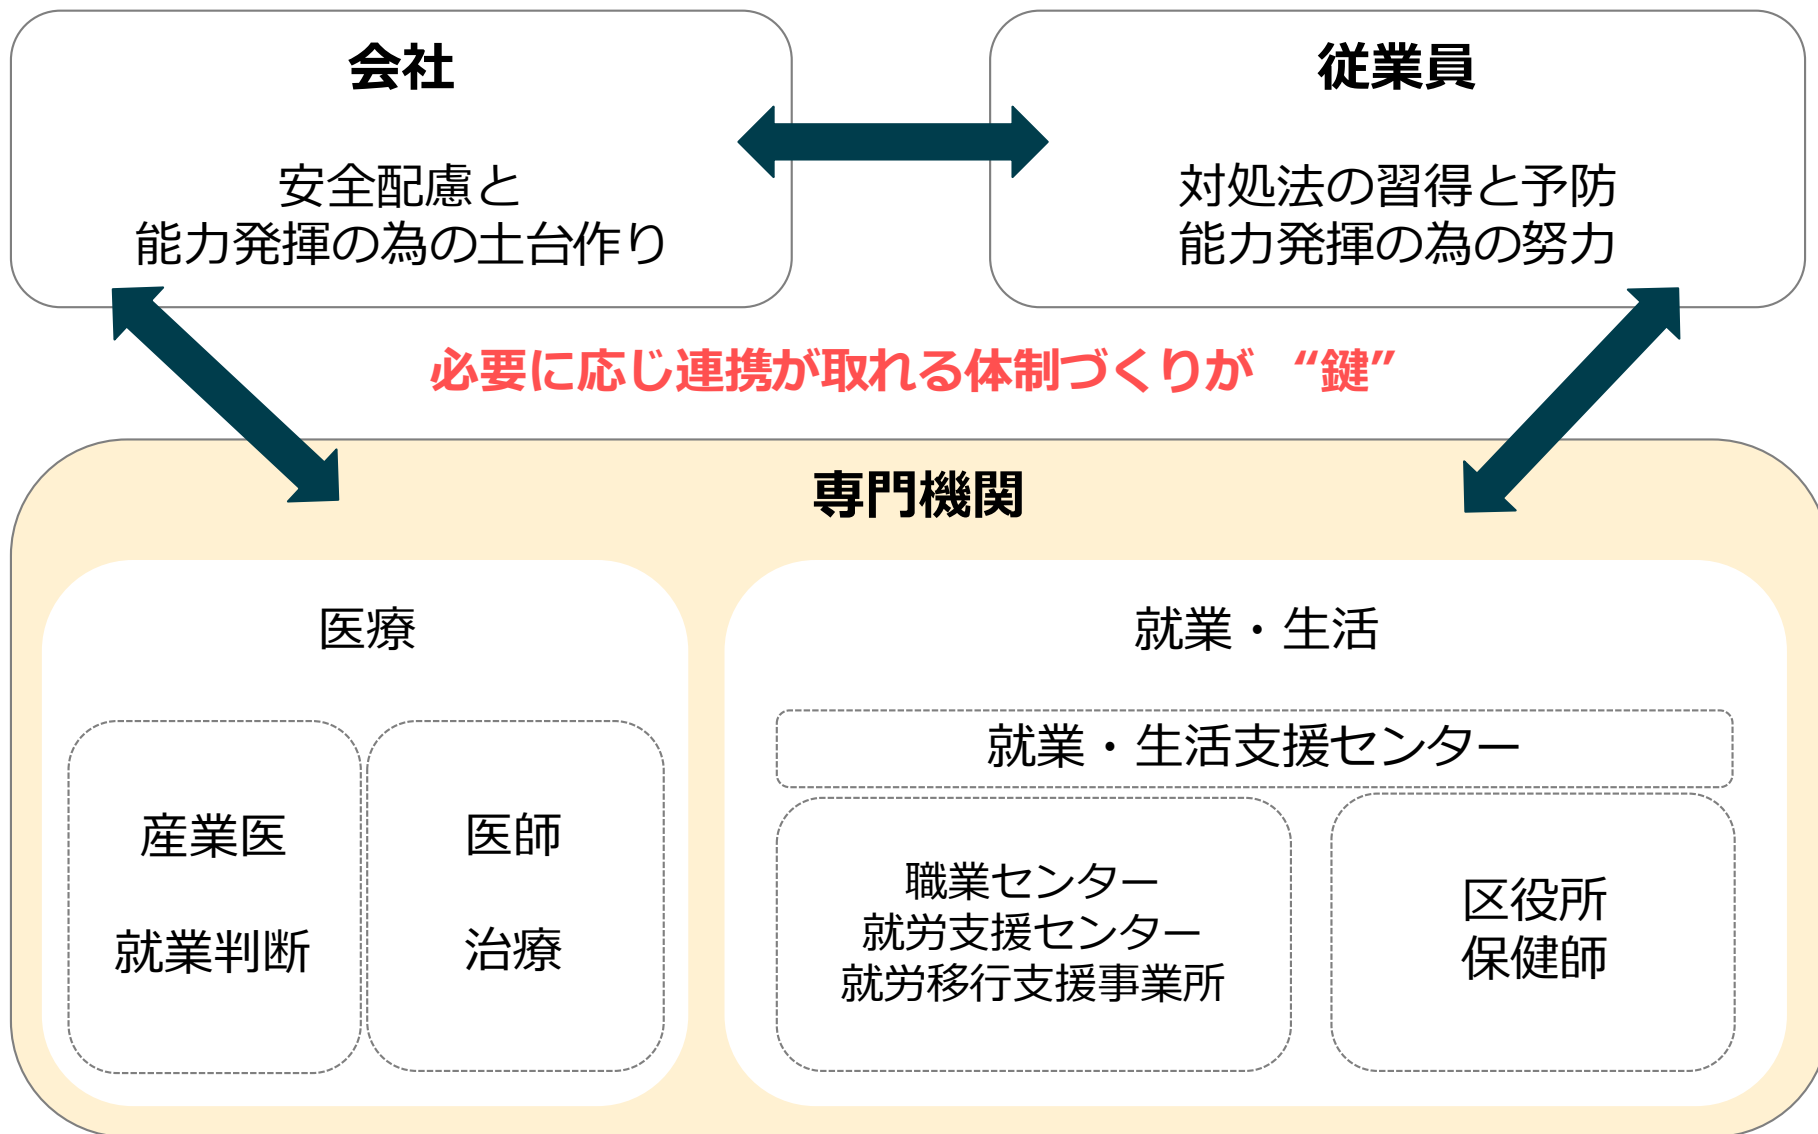 会社
安全配慮と
能力発揮の為の土台作り
従業員
対処法の習得と予防
能力発揮の為の努力
必要に応じ連携が取れる体制づくりが “鍵”
専門機関
医療
産業医
就業判断
医師
治療
就業・生活
就業・生活支援センター
職業センター
就労支援センター
就労移行支援事業所
区役所
保健師